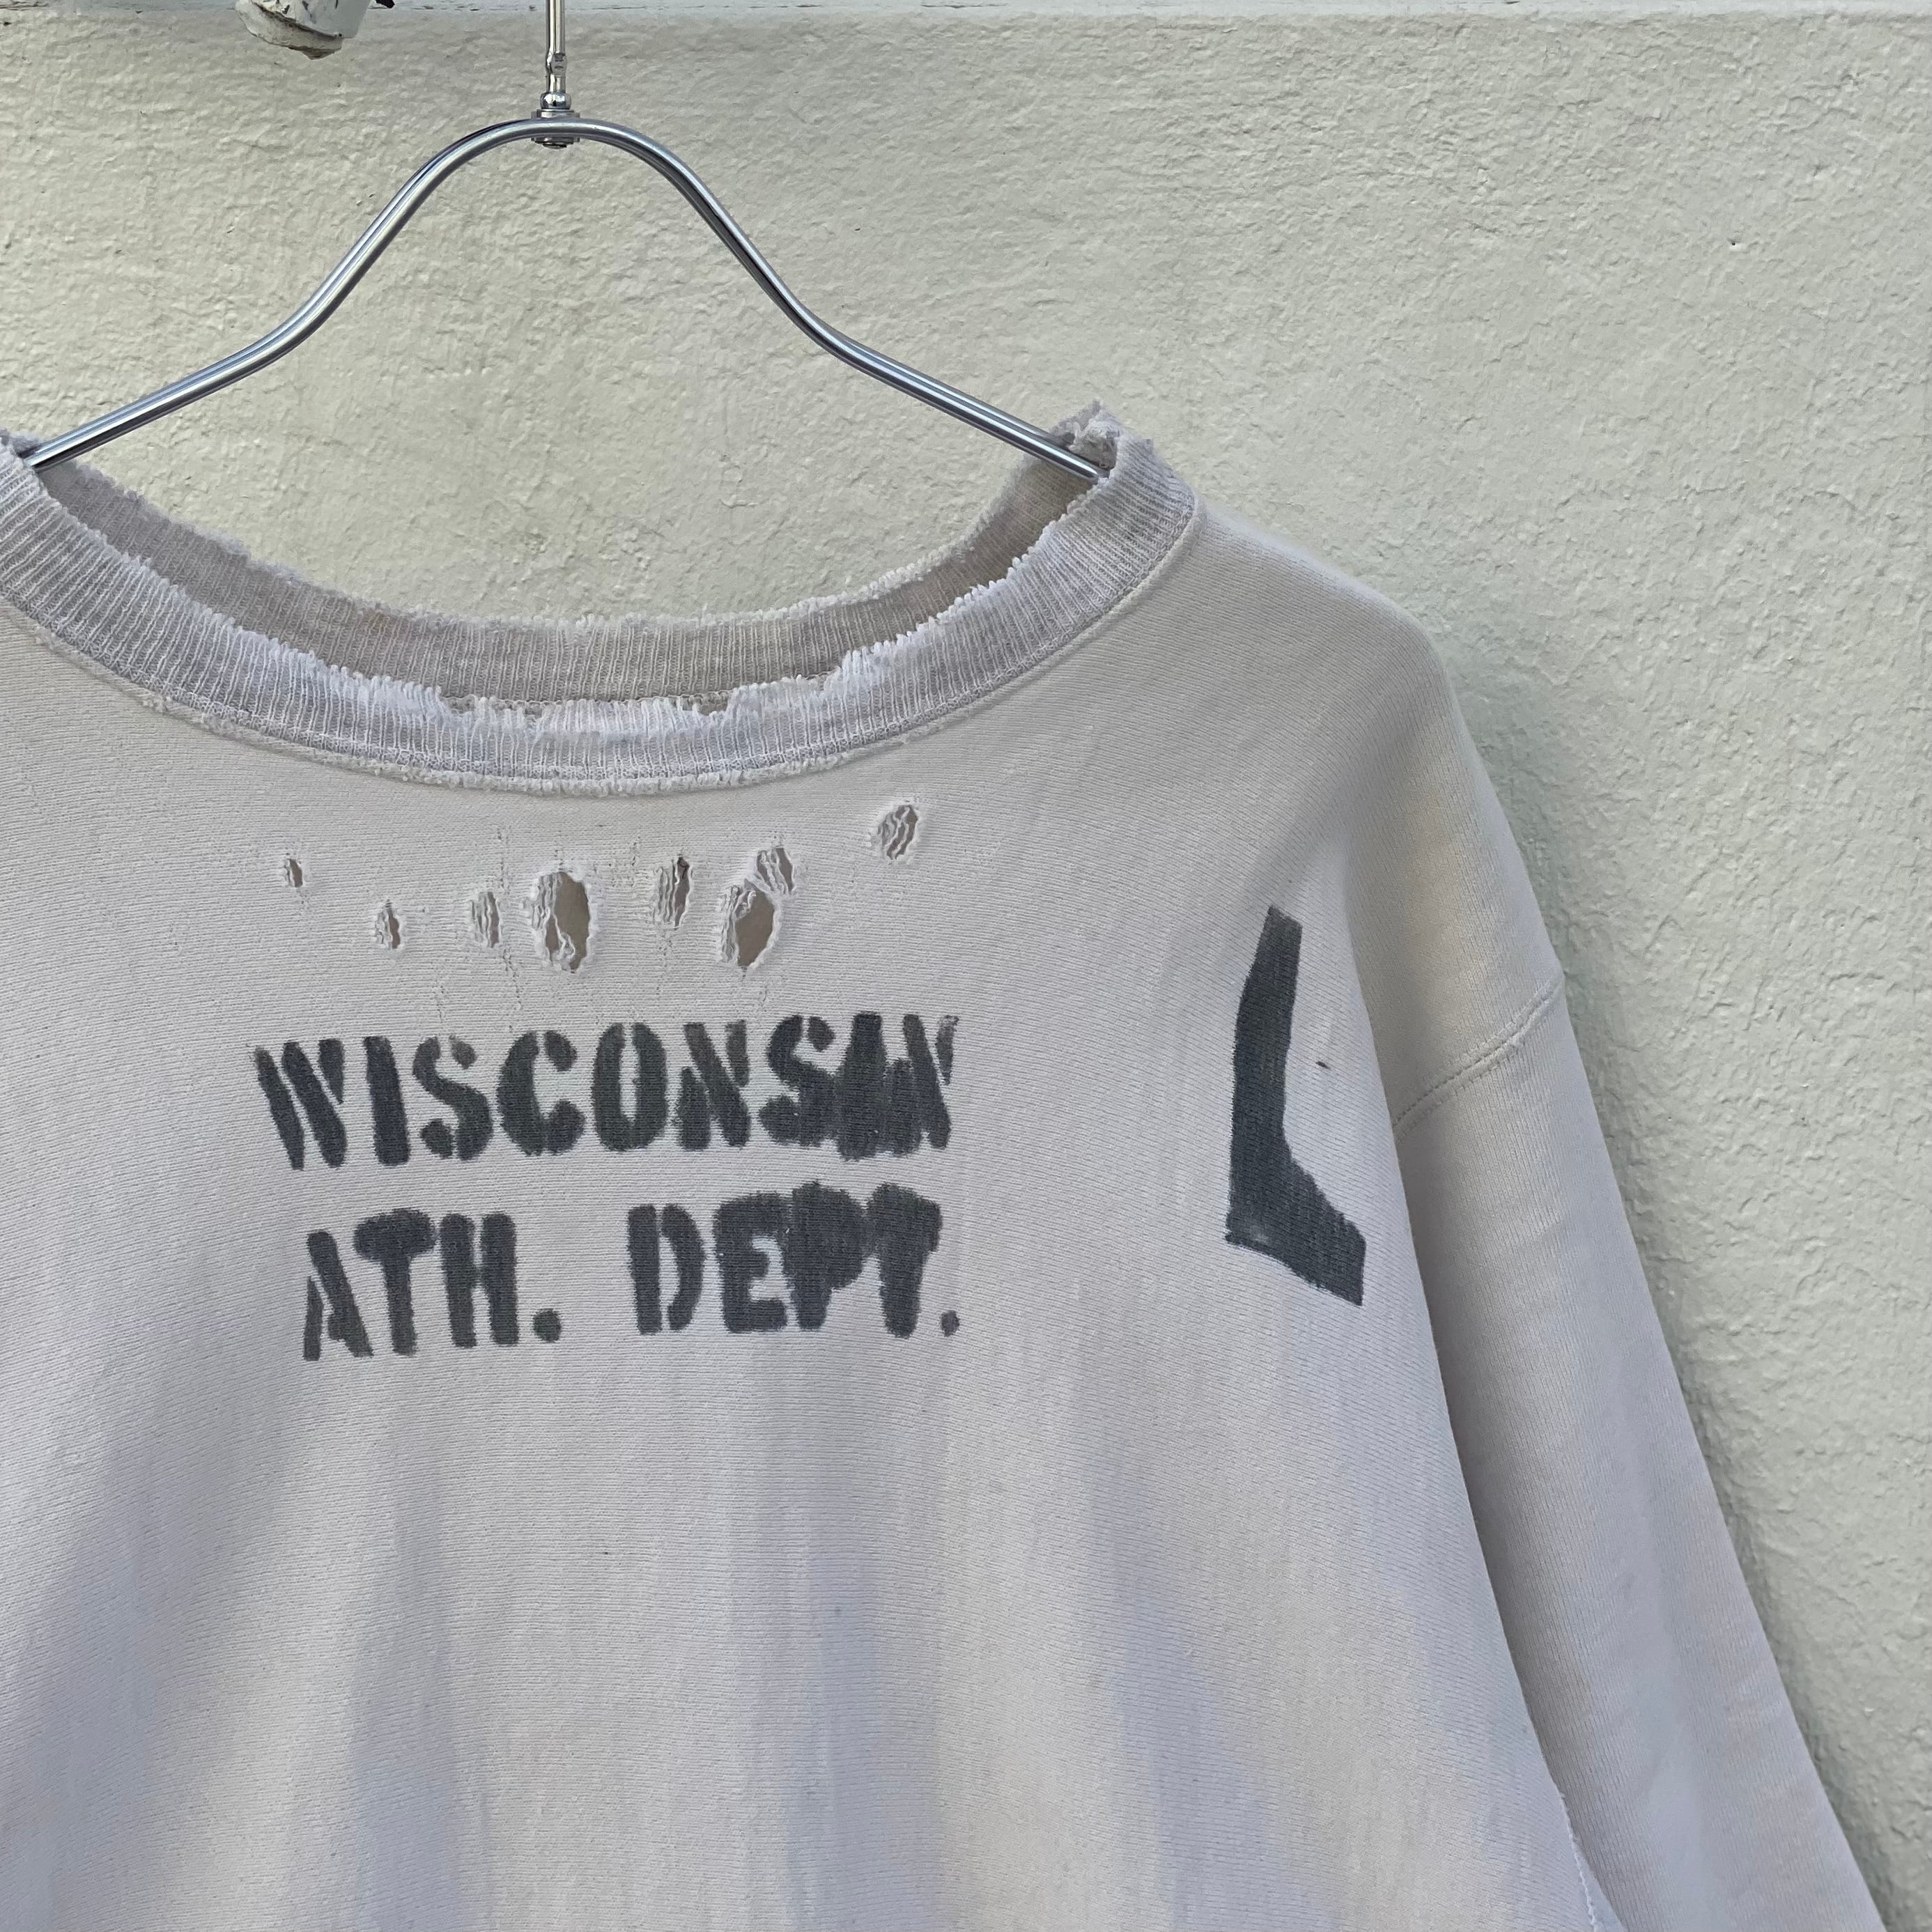 WISCONSIN
ATH. DEPT.
L